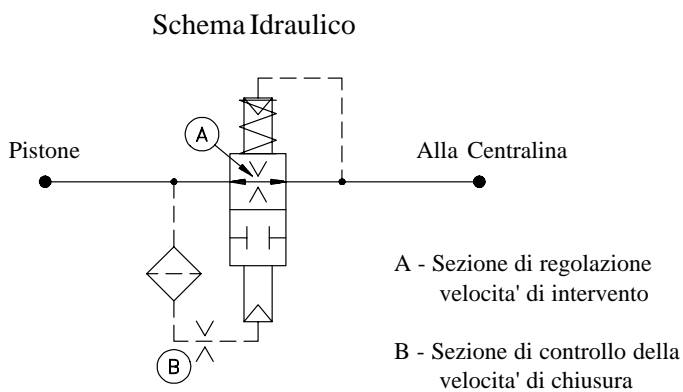 Schema Idraulico
A
Pistone
Alla Centralina
A - Sezione di regolazione
velocita' di intervento
B
B - Sezione di controllo della
velocita' di chiusura